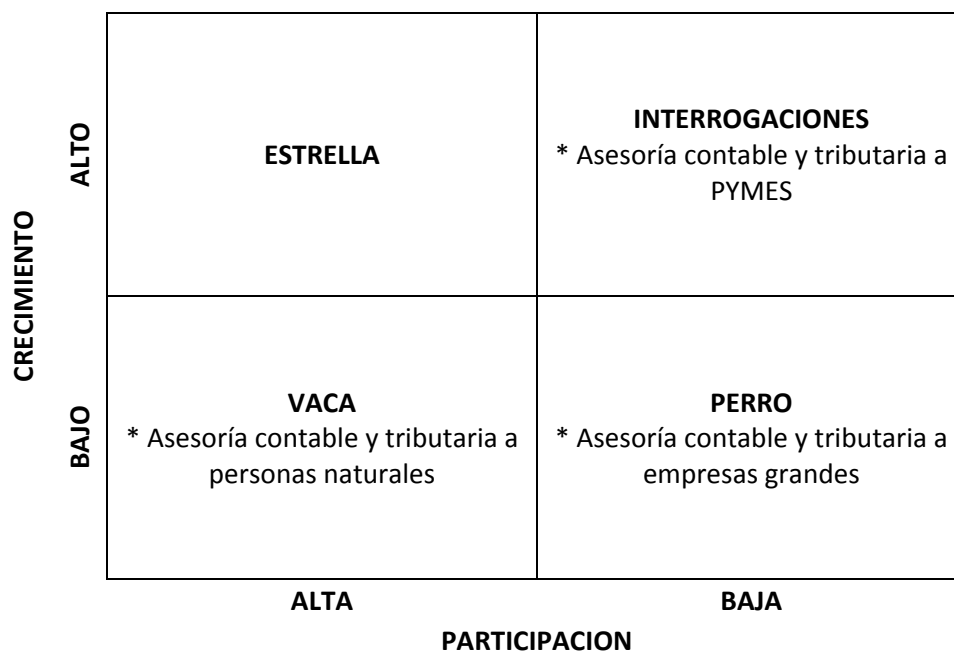 CRECIMIENTO
ALTO
ESTRELLA
INTERROGACIONES
* Asesoría contable y tributaria a
PYMES
BAJO
VACA
* Asesoría contable y tributaria a
personas naturales
PERRO
* Asesoría contable y tributaria a
empresas grandes
ALTA
BAJA
PARTICIPACION